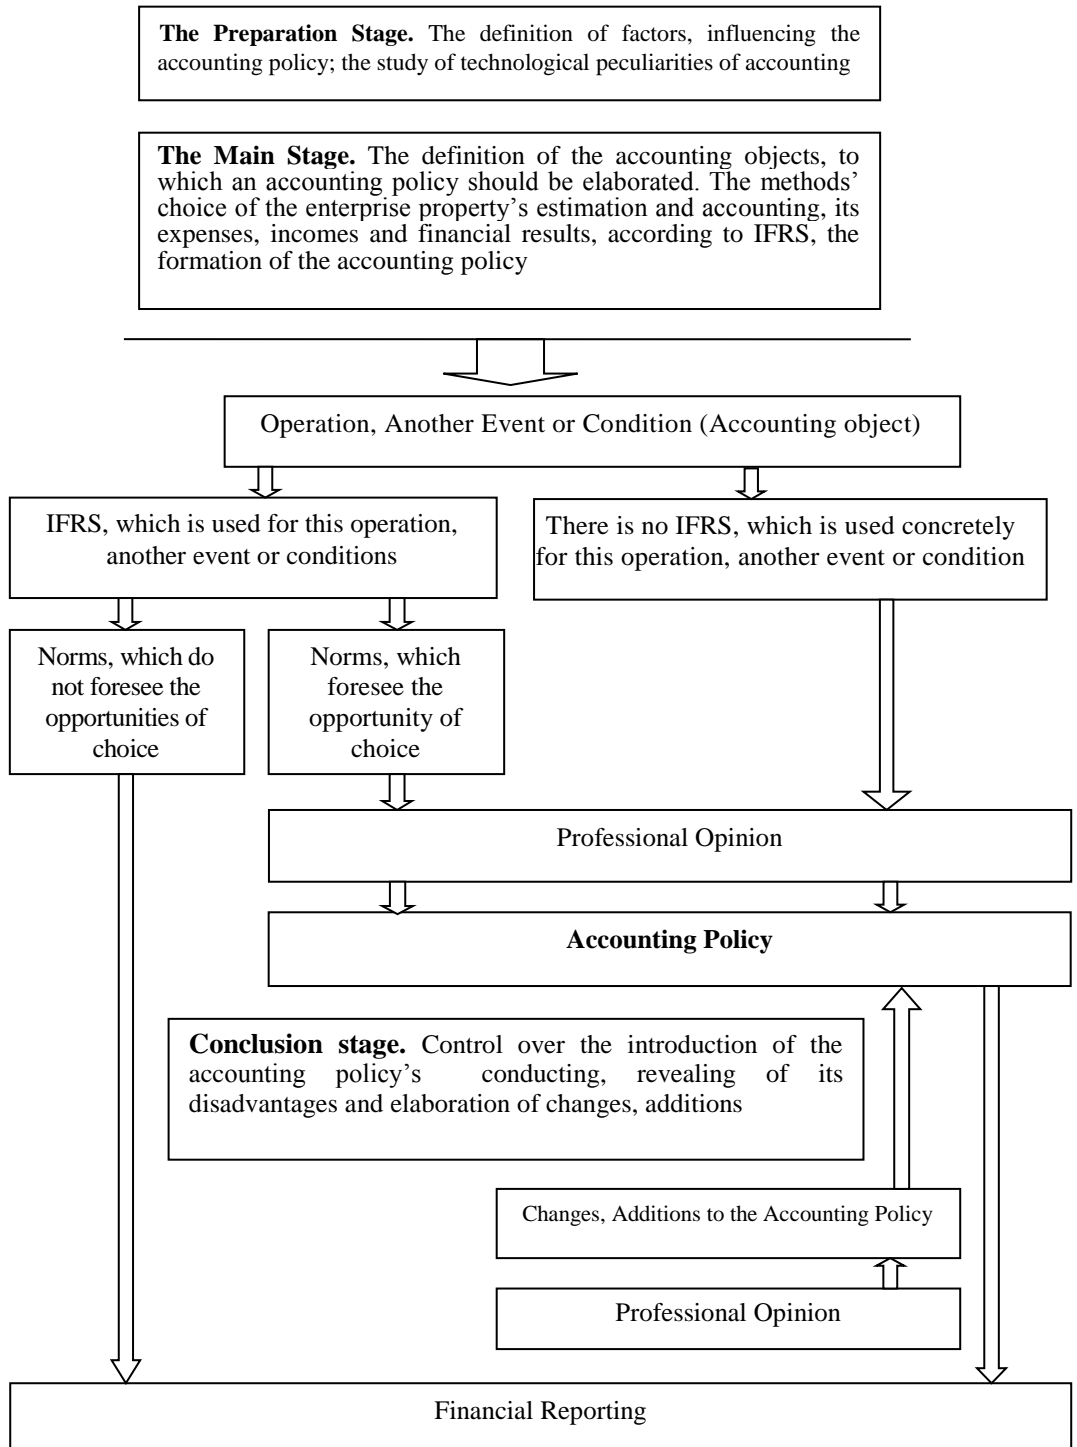 The Preparation Stage. The definition of factors, influencing the
accounting policy; the study of technological peculiarities of accounting
The Main Stage. The definition of the accounting objects, to
which an accounting policy should be elaborated. The methods'
choice of the enterprise property's estimation and accounting, its
expenses, incomes and financial results, according to IFRS, the
formation of the accounting policy
Operation, Another Event or Condition (Accounting object)
IFRS, which is used for this operation,
another event or conditions
There is no IFRS, which is used concretely
for this operation, another event or condition
Norms, which do
not foresee the
opportunities of
choice
Norms, which
foresee the
opportunity of
choice
Professional Opinion
Accounting Policy
Conclusion stage. Control over the introduction of the
accounting policy's conducting, revealing of its
disadvantages and elaboration of changes, additions
Changes, Additions to the Accounting Policy
Professional Opinion
Financial Reporting